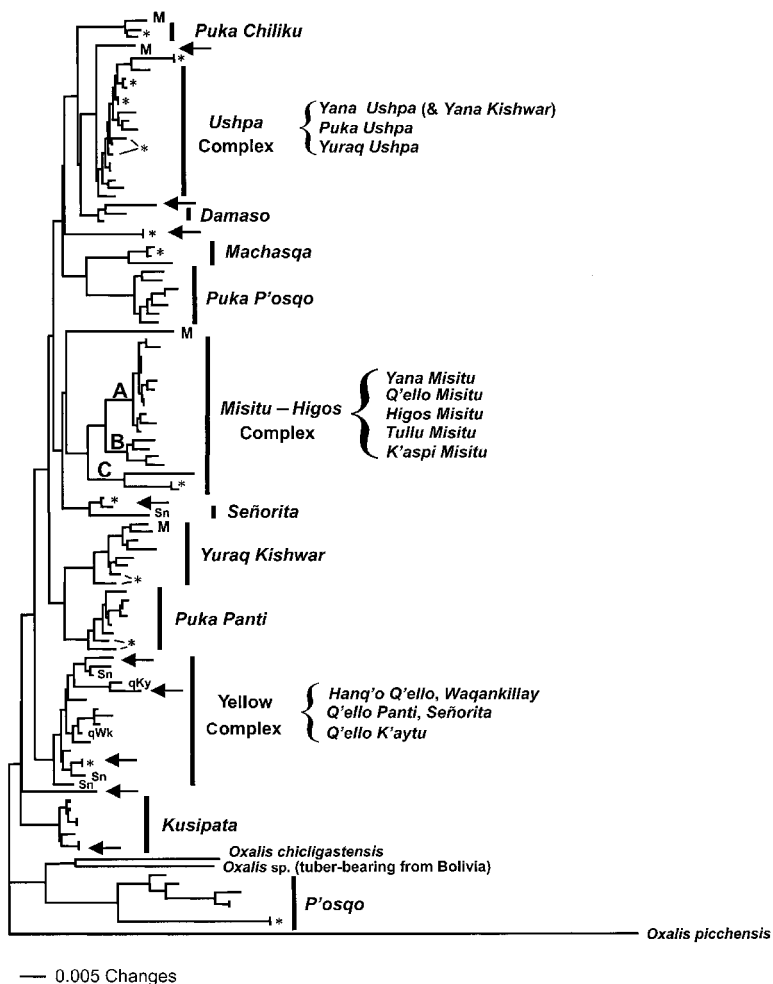 M
Puka Chiliku
*
M
*
*
*
Ushpa
Complex
Yana Ushpa (& Yana Kishwar)
Puka Ushpa
Yuraq Ushpa
*
Damaso
*
Machasqa
*
Puka P'osqo
M
A
B
C
Misitu – Higos
Complex
Yana Misitu
Q'ello Misitu
Higos Misitu
Tullu Misitu
K'aspi Misitu
*
*
Sn
Señorita
M
Yuraq Kishwar
*
Puka Panti
*
Sn
qKy
qWk
Yellow
Complex
Hanq'o Q'ello, Waqankillay
Q'ello Panti, Señorita
Q'ello K'aytu
*
Sn
Sn
Kusipata
Oxalis chicligastensis
Oxalis sp. (tuber-bearing from Bolivia)
P'osqo
*
Oxalis picchensis
0.005 Changes